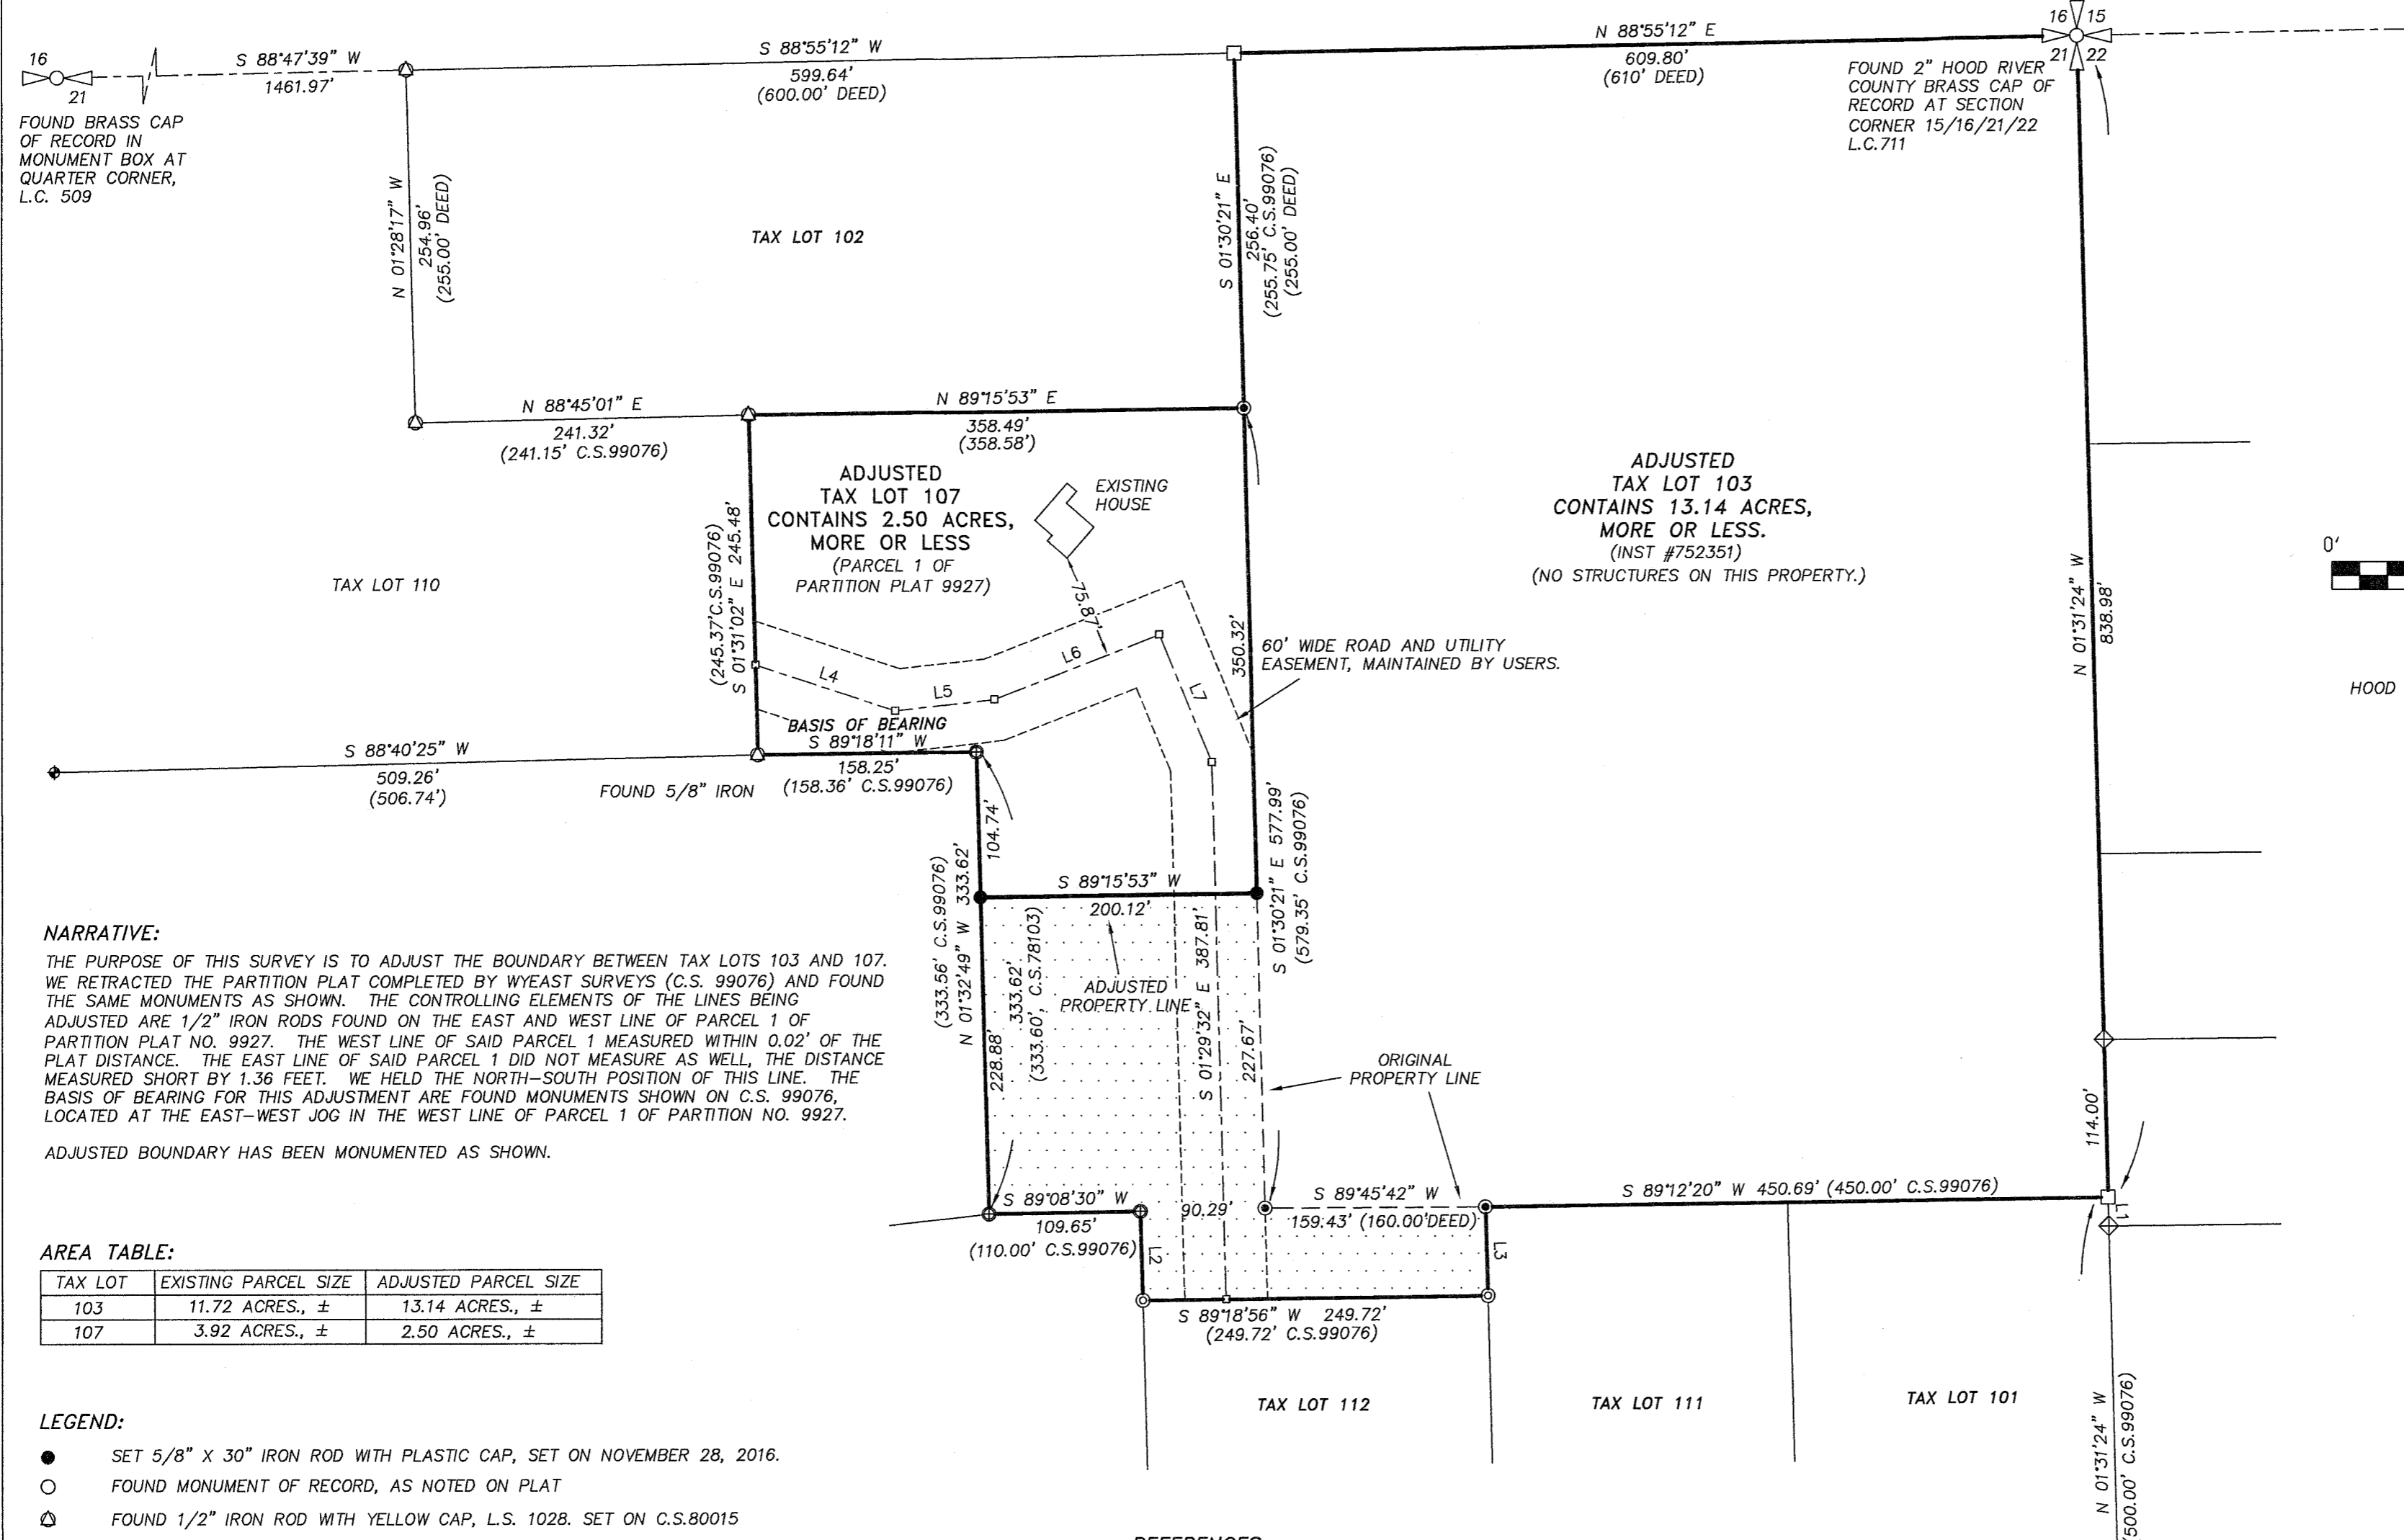 16
21
S 88°47'39" W
1461.97'
FOUND BRASS CAP
OF RECORD IN
MONUMENT BOX AT
QUARTER CORNER,
L.C. 509
S 88°55'12" W
599.64'
(600.00' DEED)
N 88°55'12" E
609.80'
(610' DEED)
16 15
21 22
FOUND 2" HOOD RIVER
COUNTY BRASS CAP OF
RECORD AT SECTION
CORNER 15/16/21/22
L.C.711
N 01°28'17" W
254.96'
(255.00' DEED)
TAX LOT 102
S 01°30'21" E
256.40'
(255.75' C.S.99076)
(255.00' DEED)
N 88°45'01" E
241.32'
(241.15' C.S.99076)
N 89°15'53" E
358.49'
(358.58')
ADJUSTED
TAX LOT 107
CONTAINS 2.50 ACRES,
MORE OR LESS
(PARCEL 1 OF
PARTITION PLAT 9927)
EXISTING
HOUSE
75.87'
ADJUSTED
TAX LOT 103
CONTAINS 13.14 ACRES,
MORE OR LESS.
(INST #752351)
(NO STRUCTURES ON THIS PROPERTY.)
0'
HOOD
TAX LOT 110
(245.37'C.S.99076)
S 01°31'02" E 245.48'
L4
L5
L6
L7
350.32'
60' WIDE ROAD AND UTILITY
EASEMENT, MAINTAINED BY USERS.
N 01°31'24" W
838.98'
BASIS OF BEARING
S 89°18'11" W
158.25'
(158.36' C.S.99076)
S 88°40'25" W
509.26'
(506.74')
FOUND 5/8" IRON
104.74'
(333.56' C.S.99076)
N 01°32'49" W 333.62'
S 89°15'53" W
200.12'
S 01°30'21" E 577.99'
(579.35' C.S.99076)
333.62'
(333.60', C.S.78103)
228.88'
ADJUSTED
PROPERTY LINE
S 01°29'32" E 387.81'
227.67'
ORIGINAL
PROPERTY LINE
114.00'
NARRATIVE:
THE PURPOSE OF THIS SURVEY IS TO ADJUST THE BOUNDARY BETWEEN TAX LOTS 103 AND 107.
WE RETRACTED THE PARTITION PLAT COMPLETED BY WYEAST SURVEYS (C.S. 99076) AND FOUND
THE SAME MONUMENTS AS SHOWN. THE CONTROLLING ELEMENTS OF THE LINES BEING
ADJUSTED ARE 1/2" IRON RODS FOUND ON THE EAST AND WEST LINE OF PARCEL 1 OF
PARTITION PLAT NO. 9927. THE WEST LINE OF SAID PARCEL 1 MEASURED WITHIN 0.02' OF THE
PLAT DISTANCE. THE EAST LINE OF SAID PARCEL 1 DID NOT MEASURE AS WELL, THE DISTANCE
MEASURED SHORT BY 1.36 FEET. WE HELD THE NORTH-SOUTH POSITION OF THIS LINE. THE
BASIS OF BEARING FOR THIS ADJUSTMENT ARE FOUND MONUMENTS SHOWN ON C.S. 99076,
LOCATED AT THE EAST-WEST JOG IN THE WEST LINE OF PARCEL 1 OF PARTITION NO. 9927.
ADJUSTED BOUNDARY HAS BEEN MONUMENTED AS SHOWN.
S 89°08'30" W
109.65'
(110.00' C.S.99076)
90.29'
S 89°45'42" W
159.43' (160.00'DEED)
S 89°12'20" W 450.69' (450.00' C.S.99076)
L1
L2
L3
S 89°18'56" W 249.72'
(249.72' C.S.99076)
AREA TABLE:
TAX LOT EXISTING PARCEL SIZE ADJUSTED PARCEL SIZE
103 11.72 ACRES., ± 13.14 ACRES., ±
107 3.92 ACRES., ± 2.50 ACRES., ±
TAX LOT 112
TAX LOT 111
TAX LOT 101
N 01°31'24" W
(500.00' C.S.99076)
LEGEND:
SET 5/8" X 30" IRON ROD WITH PLASTIC CAP, SET ON NOVEMBER 28, 2016.
FOUND MONUMENT OF RECORD, AS NOTED ON PLAT
FOUND 1/2" IRON ROD WITH YELLOW CAP, L.S. 1028. SET ON C.S.80015